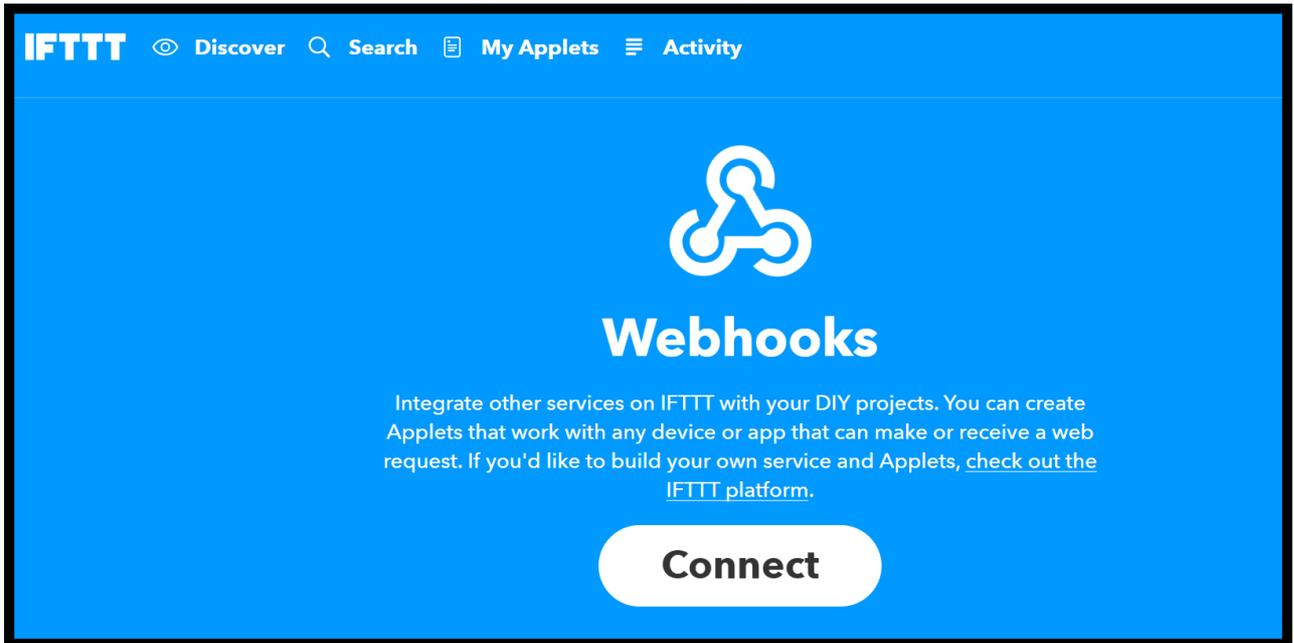 IFTTT Discover Search My Applets Activity
Webhooks
Integrate other services on IFTTT with your DIY projects. You can create
Applets that work with any device or app that can make or receive a web
request. If you'd like to build your own service and Applets, check out the
IFTTT platform.
Connect